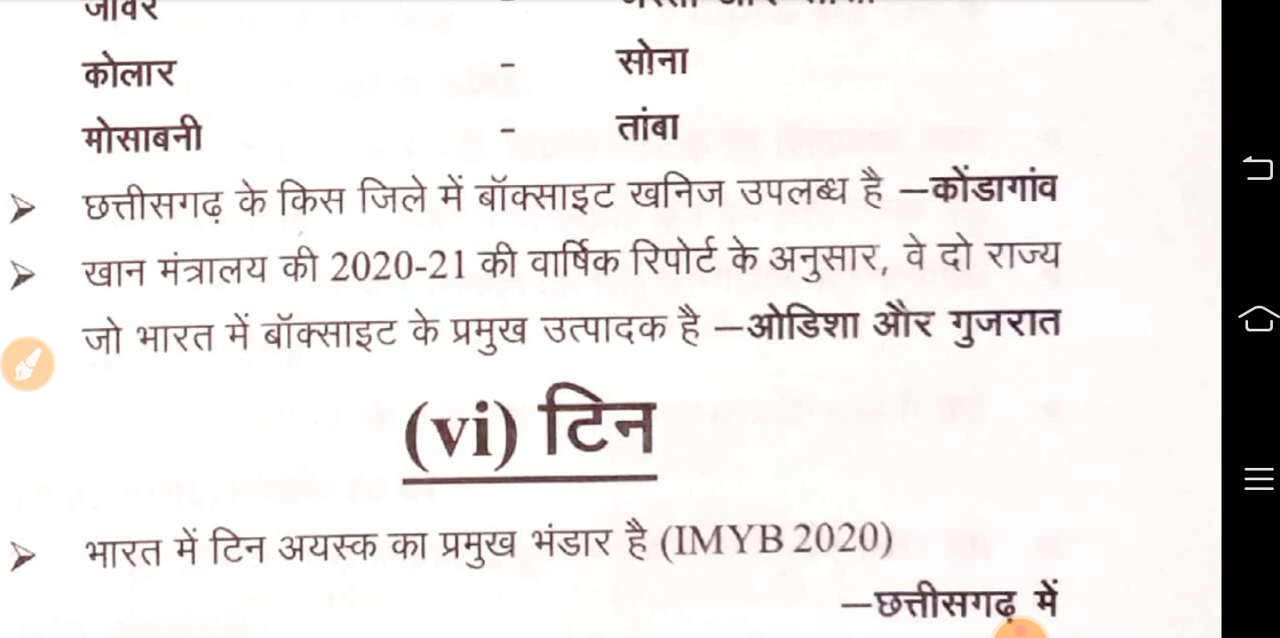 जावर -
कोलार - सोना
मोसाबनी - तांबा
➢ छत्तीसगढ़ के किस जिले में बॉक्साइट खनिज उपलब्ध है –कोंडागांव
➢ खान मंत्रालय की 2020-21 की वार्षिक रिपोर्ट के अनुसार, वे दो राज्य
जो भारत में बॉक्साइट के प्रमुख उत्पादक है –ओडिशा और गुजरात
(vi) टिन
➢ भारत में टिन अयस्क का प्रमुख भंडार है (IMYB 2020)
–छत्तीसगढ़ में